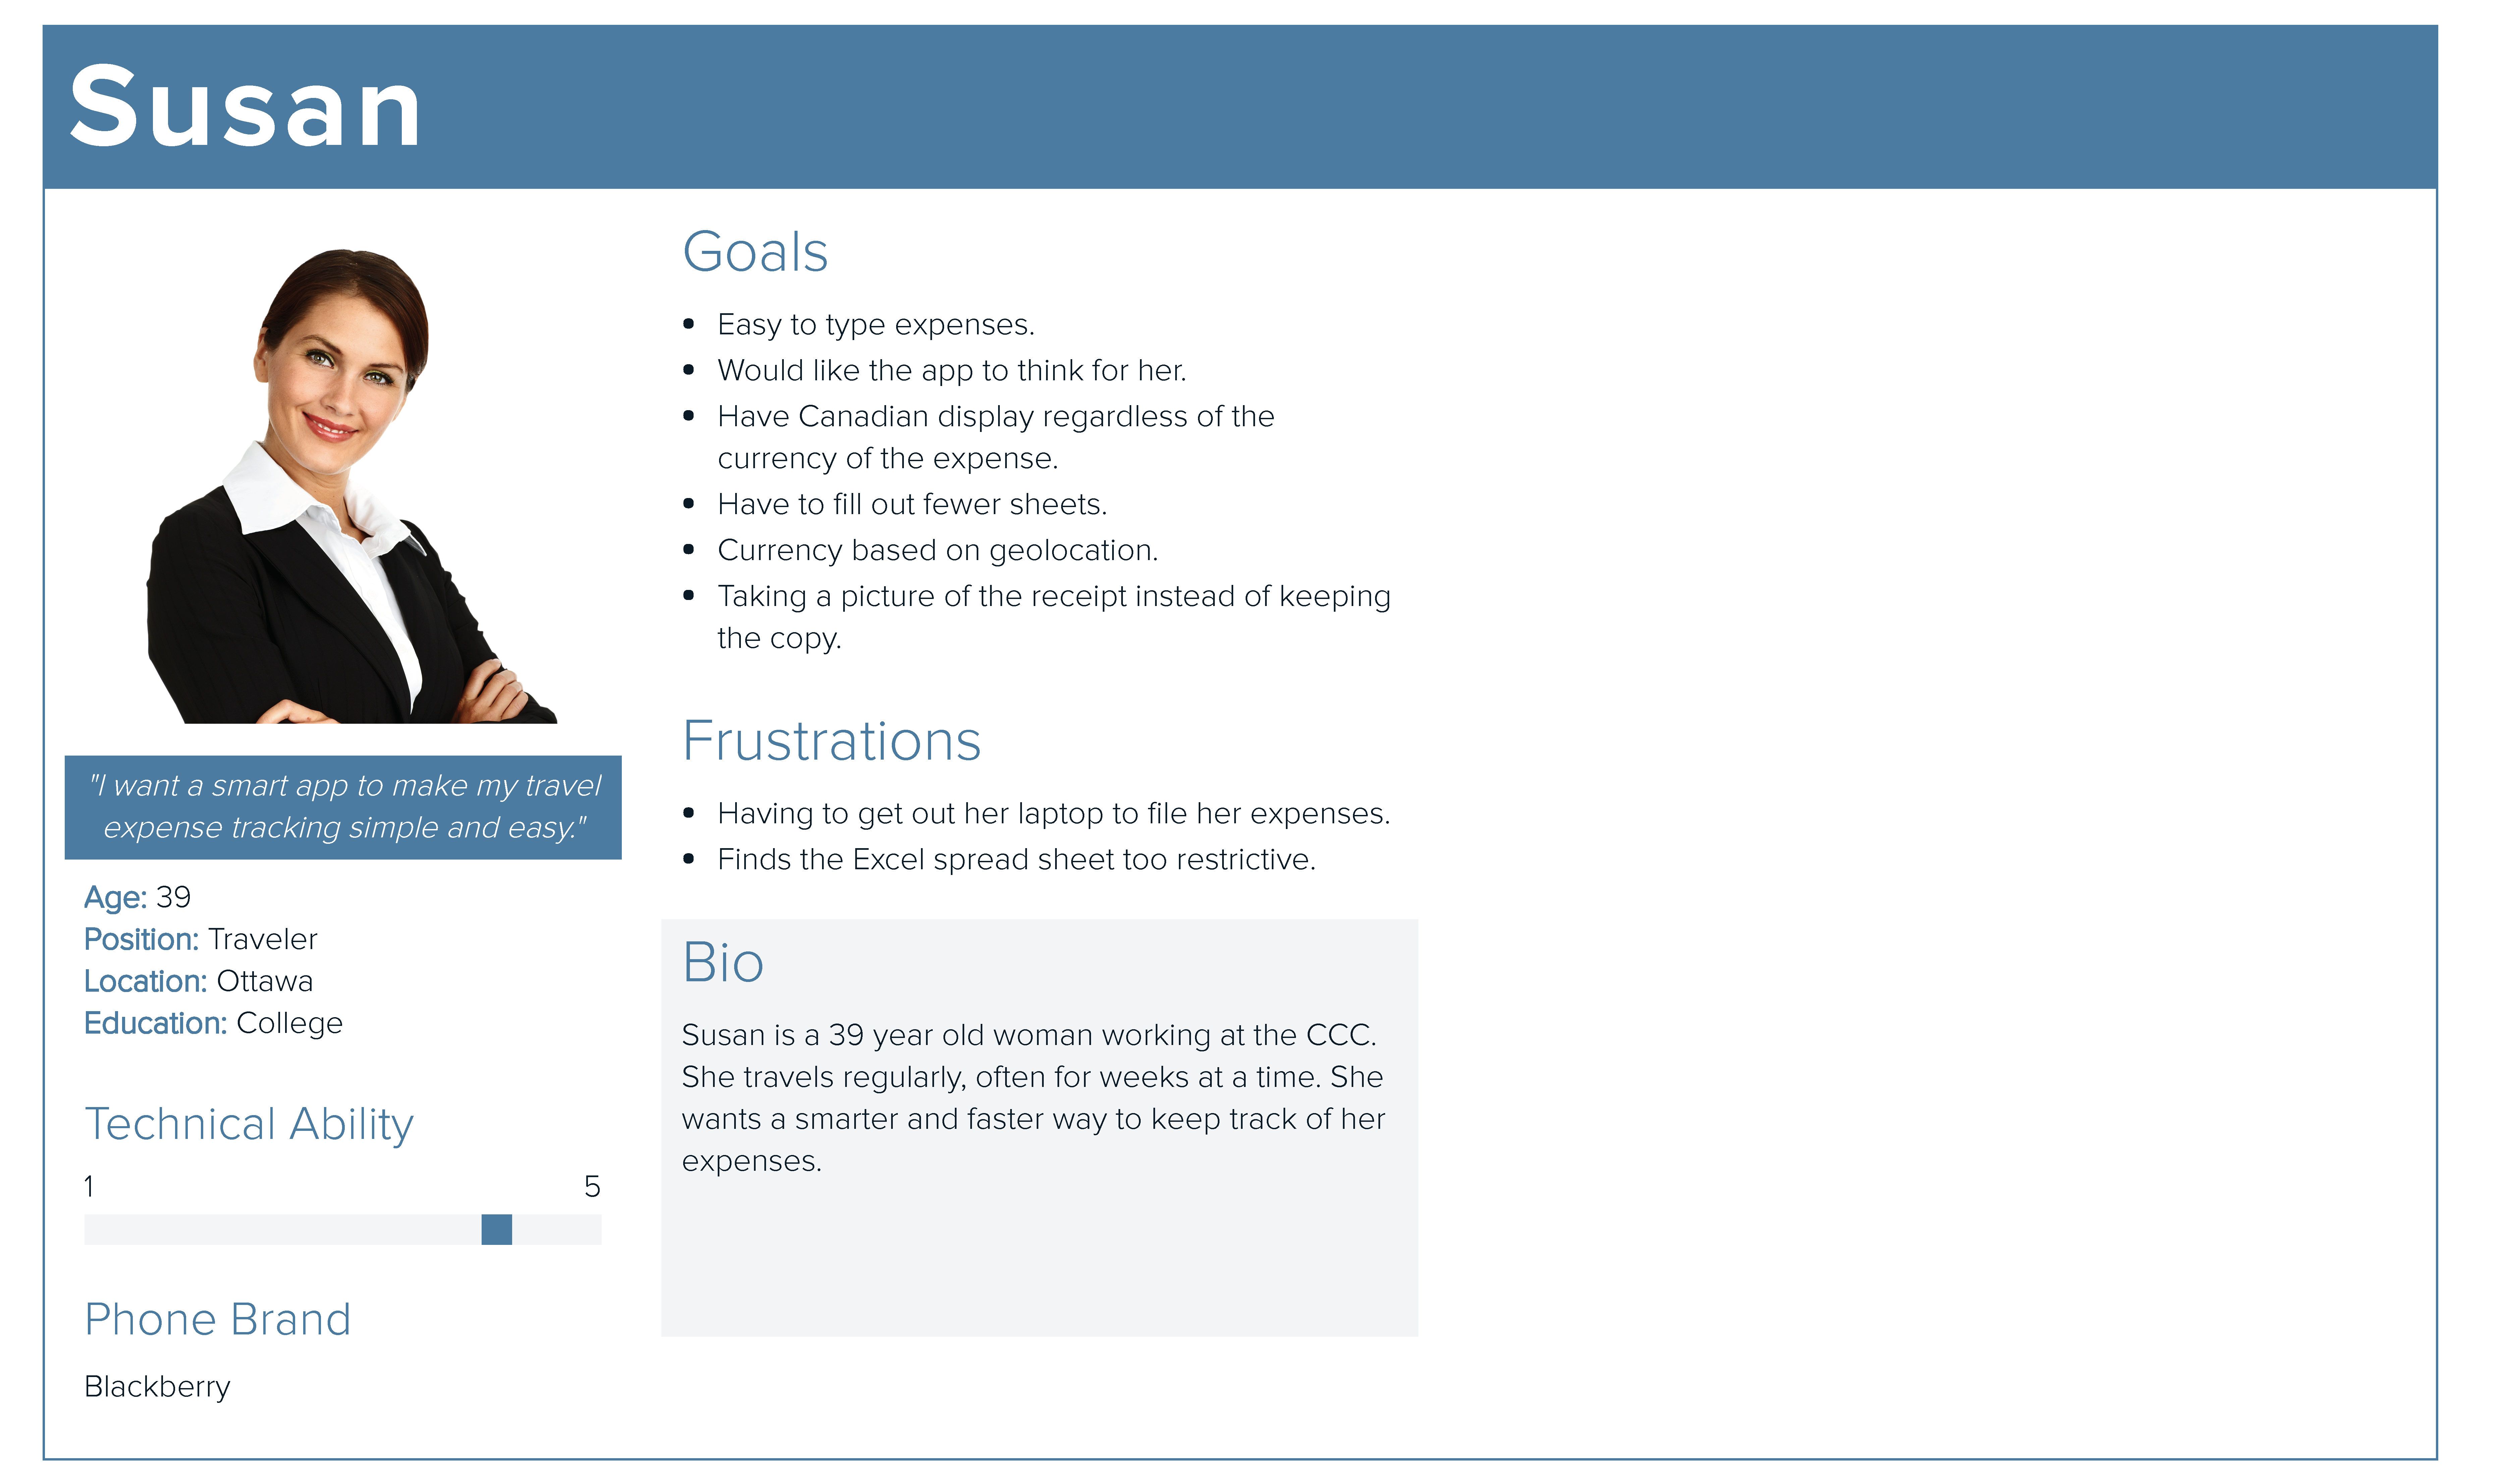 Susan
"I want a smart app to make my travel
expense tracking simple and easy."
Age: 39
Position: Traveler
Location: Ottawa
Education: College
Technical Ability
1 5
Phone Brand
Blackberry
Goals
• Easy to type expenses.
• Would like the app to think for her.
• Have Canadian display regardless of the
currency of the expense.
• Have to fill out fewer sheets.
• Currency based on geolocation.
• Taking a picture of the receipt instead of keeping
the copy.
Frustrations
• Having to get out her laptop to file her expenses.
• Finds the Excel spread sheet too restrictive.
Bio
Susan is a 39 year old woman working at the CCC.
She travels regularly, often for weeks at a time. She
wants a smarter and faster way to keep track of her
expenses.